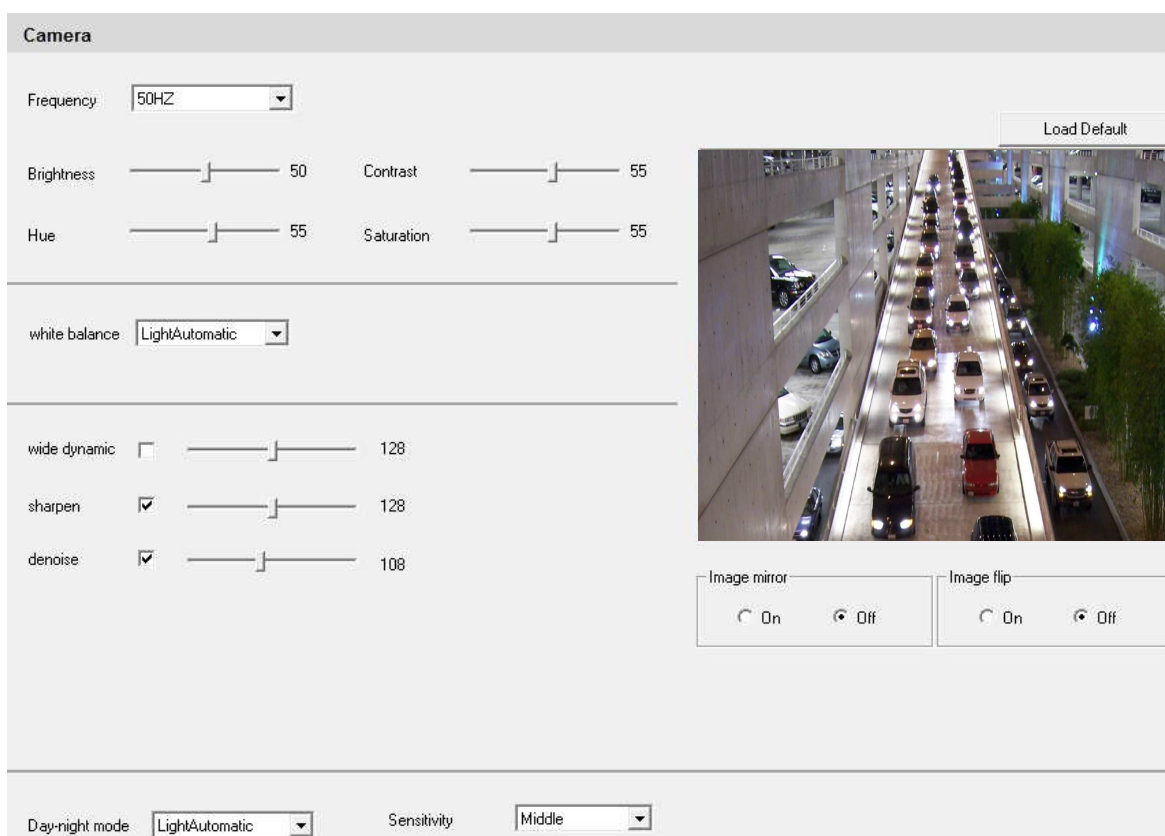 Camera
Frequency 50HZ
Load Default
Brightness 50 Contrast 55
Hue 55 Saturation 55
white balance LightAutomatic
wide dynamic 128
sharpen 128
denoise 108
Image mirror Image flip
On Off On Off
Day-night mode LightAutomatic Sensitivity Middle